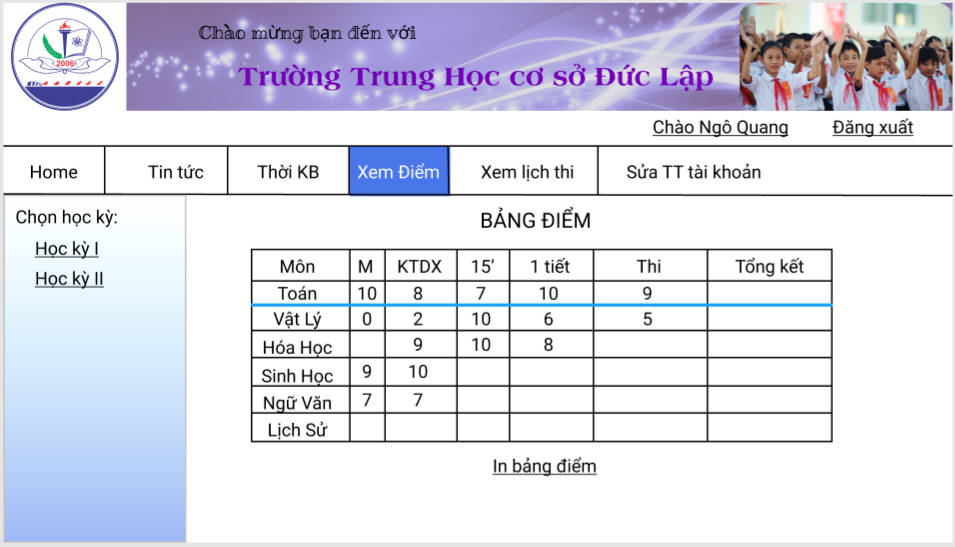 Chào mừng bạn đến với
Trường Trung Học cơ sở Đức Lập
2006
Chào Ngô Quang Đăng xuất
Home Tin tức Thời KB Xem Điểm Xem lịch thi Sửa TT tài khoản
Chọn học kỳ:
Học kỳ I
Học kỳ II
BẢNG ĐIỂM
Môn M KTDX 15’ 1 tiết Thi Tổng kết
Toán 10 8 7 10 9
Vật Lý 0 2 10 6 5
Hóa Học 9 10 8
Sinh Học 9 10
Ngữ Văn 7 7
Lịch Sử
In bảng điểm